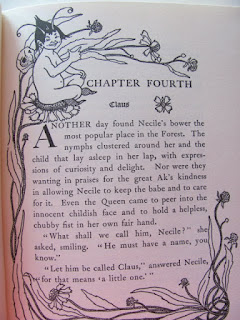 CHAPTER FOURTH
Claus
ANOTHER day found Necile's bower the
most popular place in the Forest. The
nymphs clustered around her and the
child that lay asleep in her lap, with expres-
sions of curiosity and delight. Nor were they
wanting in praises for the great Ak's kindness
in allowing Necile to keep the babe and to care
for it. Even the Queen came to peer into the
innocent childish face and to hold a helpless,
chubby fist in her own fair hand.
"What shall we call him, Necile?" she
asked, smiling. "He must have a name, you
know."
"Let him be called Claus," answered Necile,
"for that means 'a little one.'"